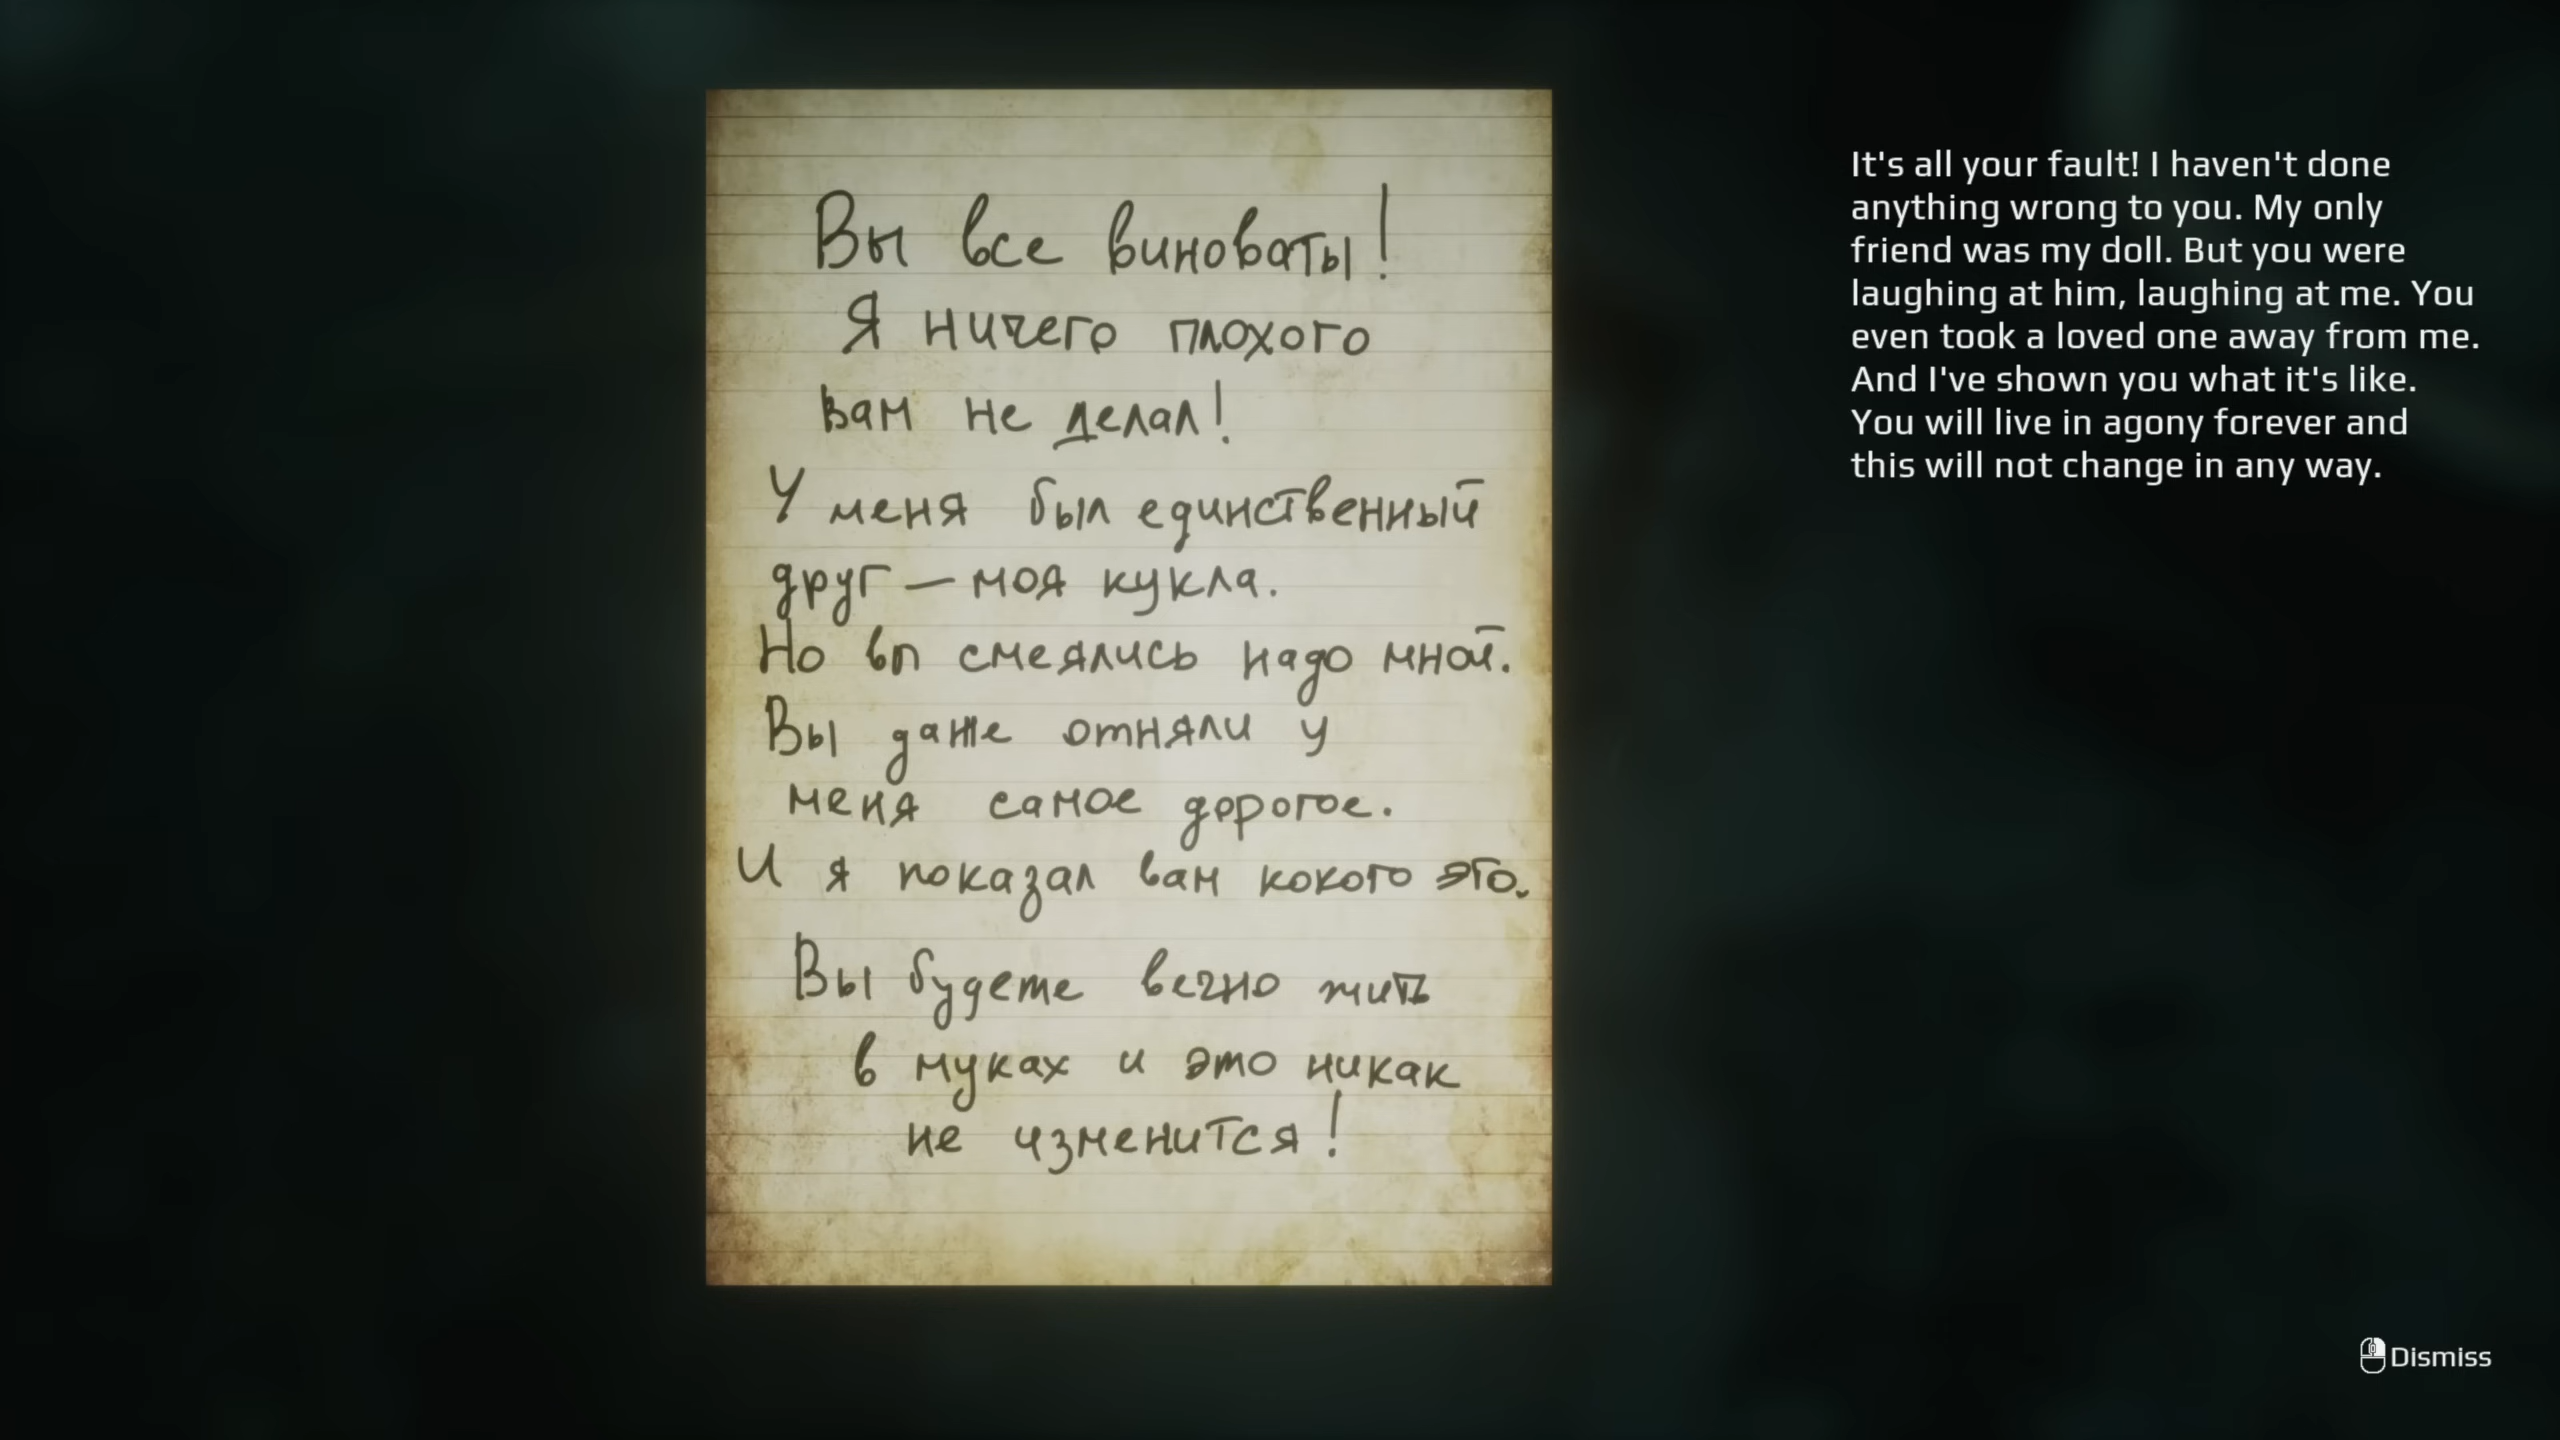 Вы все виноваты!
Я ничего плохого
вам не делал!
У меня был единственный
друг — моя кукла.
Но вы смеялись надо мной.
Вы даже отняли у
меня самое дорогое.
И я показал вам кокого это.
Вы будете вечно жить
в муках и это никак
не изменится!
It's all your fault! I haven't done
anything wrong to you. My only
friend was my doll. But you were
laughing at him, laughing at me. You
even took a loved one away from me.
And I've shown you what it's like.
You will live in agony forever and
this will not change in any way.
Dismiss